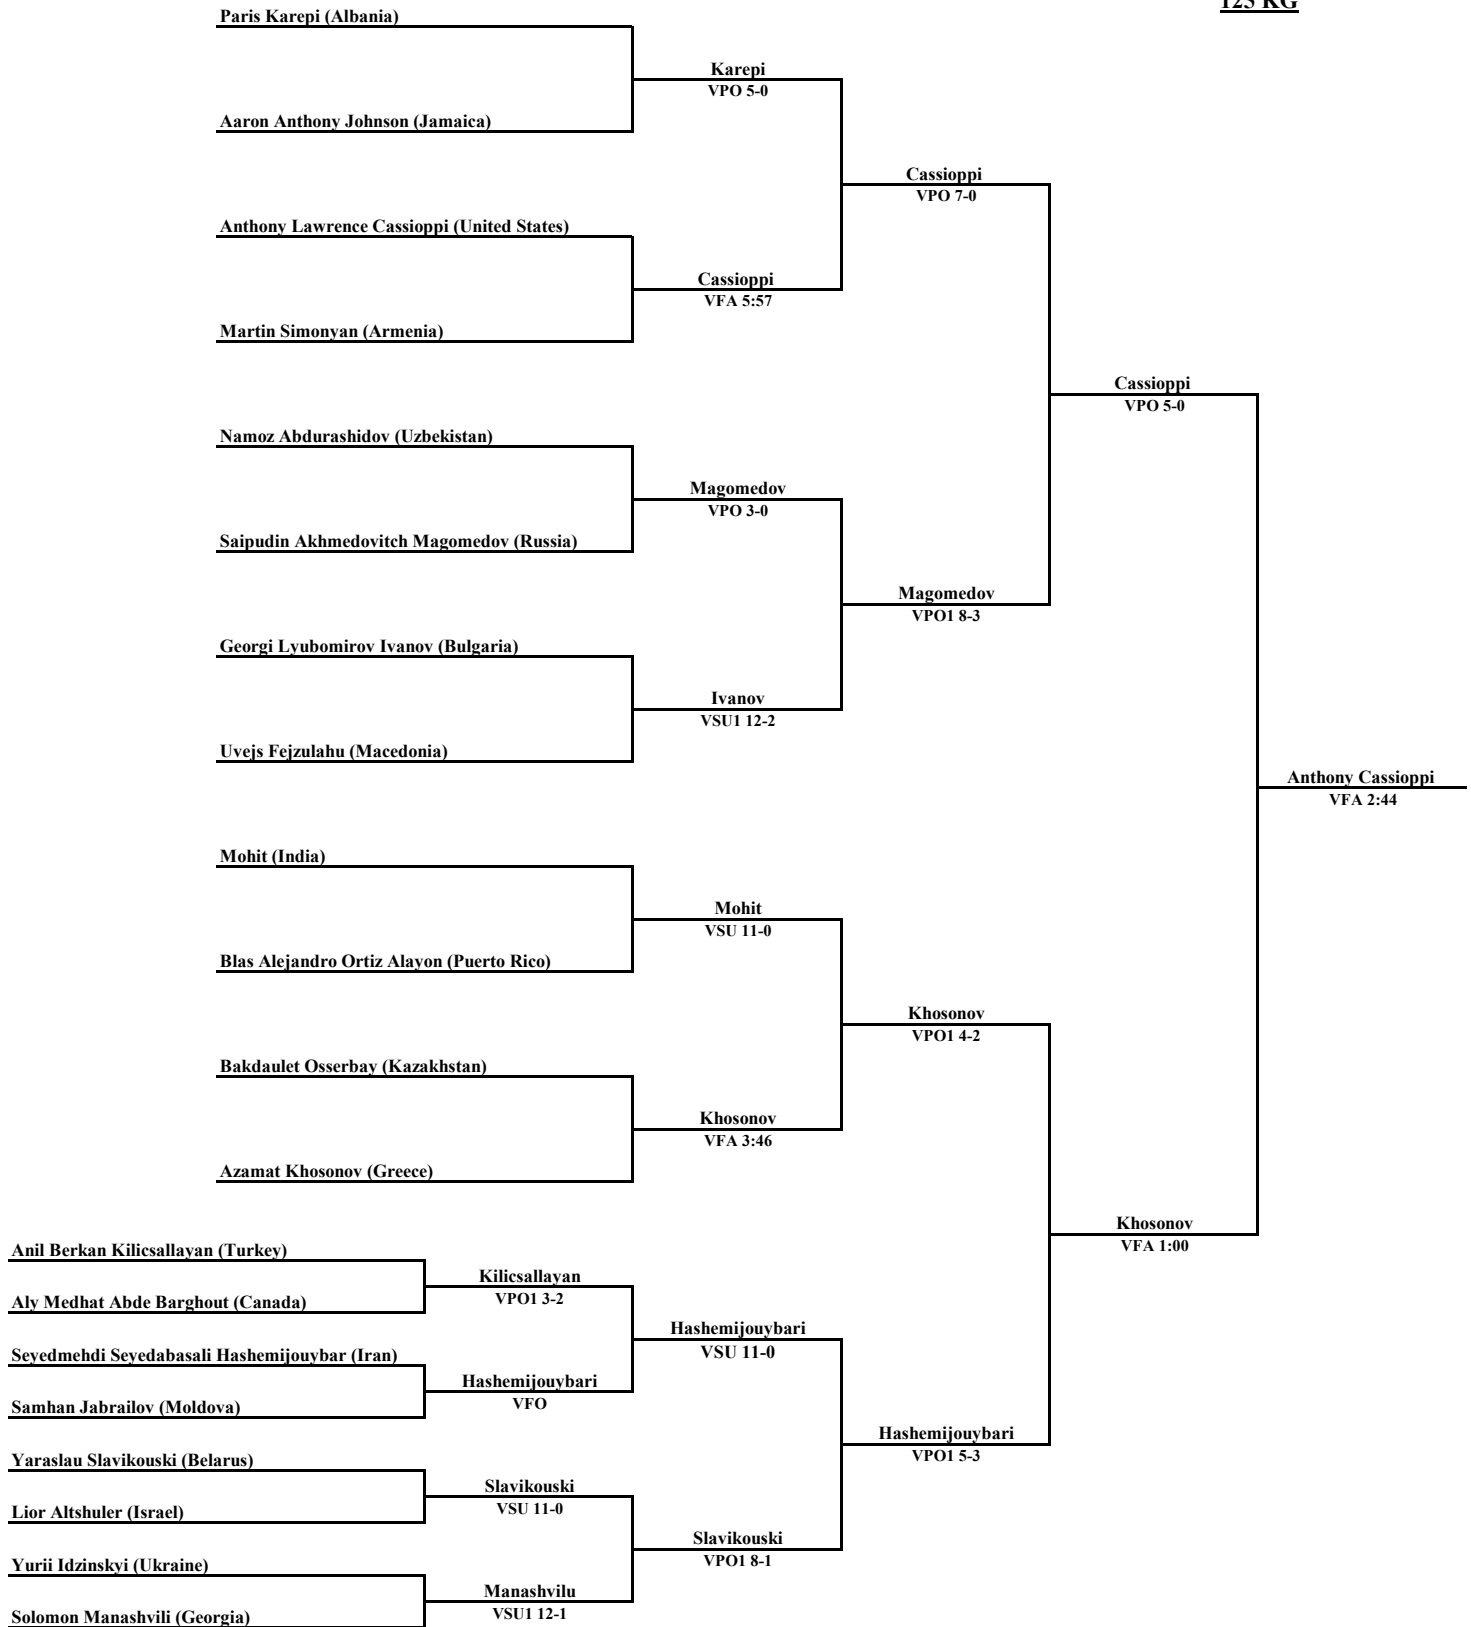 125 KG
Paris Karepi (Albania)
Karepi
VPO 5-0
Aaron Anthony Johnson (Jamaica)
Cassioppi
VPO 7-0
Anthony Lawrence Cassioppi (United States)
Cassioppi
VFA 5:57
Martin Simonyan (Armenia)
Cassioppi
VPO 5-0
Namoz Abdurashidov (Uzbekistan)
Magomedov
VPO 3-0
Saipudin Akhmedovitch Magomedov (Russia)
Magomedov
VPO1 8-3
Georgi Lyubomirov Ivanov (Bulgaria)
Ivanov
VSU1 12-2
Uvejs Fejzulahu (Macedonia)
Anthony Cassioppi
VFA 2:44
Mohit (India)
Mohit
VSU 11-0
Blas Alejandro Ortiz Alayon (Puerto Rico)
Khosonov
VPO1 4-2
Bakdaulet Osserbay (Kazakhstan)
Khosonov
VFA 3:46
Azamat Khosonov (Greece)
Khosonov
VFA 1:00
Anil Berkan Kilicsallayan (Turkey)
Kilicsallayan
VPO1 3-2
Aly Medhat Abde Barghout (Canada)
Hashemijouybari
VSU 11-0
Seyedmehdi Seyedabasali Hashemijouybar (Iran)
Hashemijouybari
VFO
Samhan Jabrailov (Moldova)
Hashemijouybari
VPO1 5-3
Yaraslau Slavikouski (Belarus)
Slavikouski
VSU 11-0
Lior Altshuler (Israel)
Slavikouski
VPO1 8-1
Yurii Idzinskyi (Ukraine)
Manashvilu
VSU1 12-1
Solomon Manashvili (Georgia)